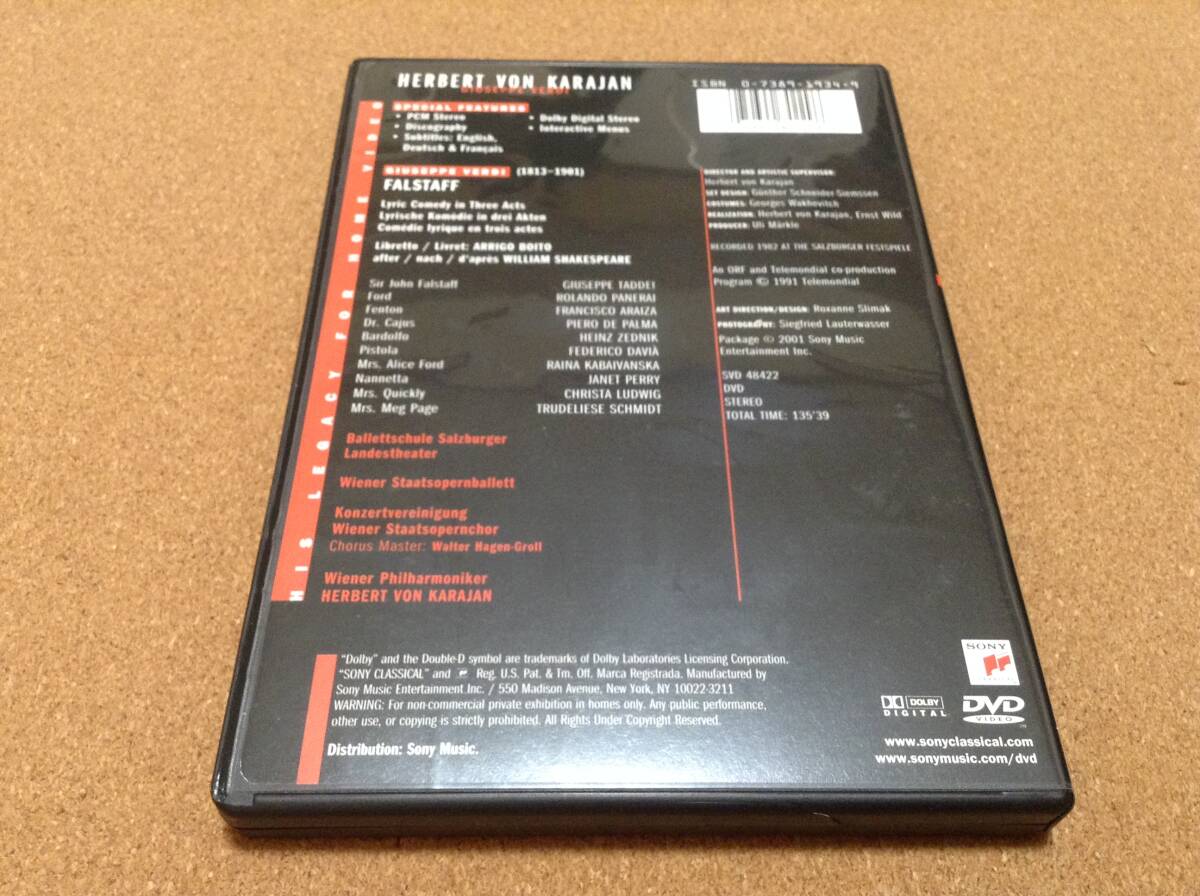 HERBERT VON KARAJAN
GIUSEPPE VERDI
ISBN 0-7389-1934-9
SPECIAL FEATURES
• PCM Stereo
• Discography
• Subtitles: English,
Deutsch & Français
• Dolby Digital Stereo
• Interactive Menus
GIUSEPPE VERDI (1813–1901)
FALSTAFF
Lyric Comedy in Three Acts
Lyrische Komödie in drei Akten
Comédie lyrique en trois actes
Libretto / Livret: ARRIGO BOITO
after / nach / d'après WILLIAM SHAKESPEARE
Sir John Falstaff GIUSEPPE TADDEI
Ford ROLANDO PANERAI
Fenton FRANCISCO ARAIZA
Dr. Cajus PIERO DE PALMA
Bardolfo HEINZ ZEDNIK
Pistola FEDERICO DAVIÀ
Mrs. Alice Ford RAINA KABAIVANSKA
Nannetta JANET PERRY
Mrs. Quickly CHRISTA LUDWIG
Mrs. Meg Page TRUDELIESE SCHMIDT
Ballettschule Salzburger
Landestheater
Wiener Staatsopernballett
Konzertvereinigung
Wiener Staatsopernchor
Chorus Master: Walter Hagen-Groll
Wiener Philharmoniker
HERBERT VON KARAJAN
HIS LEGACY FOR HOME VIDEO
DIRECTOR AND ARTISTIC SUPERVISOR:
Herbert von Karajan
SET DESIGN: Günther Schneider-Siemssen
COSTUMES: Georges Wakhevitch
REALIZATION: Herbert von Karajan, Ernst Wild
PRODUCER: Uli Märkle
RECORDED 1982 AT THE SALZBURGER FESTSPIELE
An ORF and Telemondial co-production
Program © 1991 Telemondial
ART DIRECTION/DESIGN: Roxanne Slimak
PHOTOGRAPHY: Siegfried Lauterwasser
Package © 2001 Sony Music
Entertainment Inc.
SVD 48422
DVD
STEREO
TOTAL TIME: 135'39
"Dolby" and the Double-D symbol are trademarks of Dolby Laboratories Licensing Corporation.
"SONY CLASSICAL" and Reg. U.S. Pat. & Tm. Off. Marca Registrada. Manufactured by
Sony Music Entertainment Inc. / 550 Madison Avenue, New York, NY 10022-3211
WARNING: For non-commercial private exhibition in homes only. Any public performance,
other use, or copying is strictly prohibited. All Rights Under Copyright Reserved.
Distribution: Sony Music.
SONY
CLASSICAL
DOLBY
DIGITAL
DVD
VIDEO
www.sonyclassical.com
www.sonymusic.com/dvd